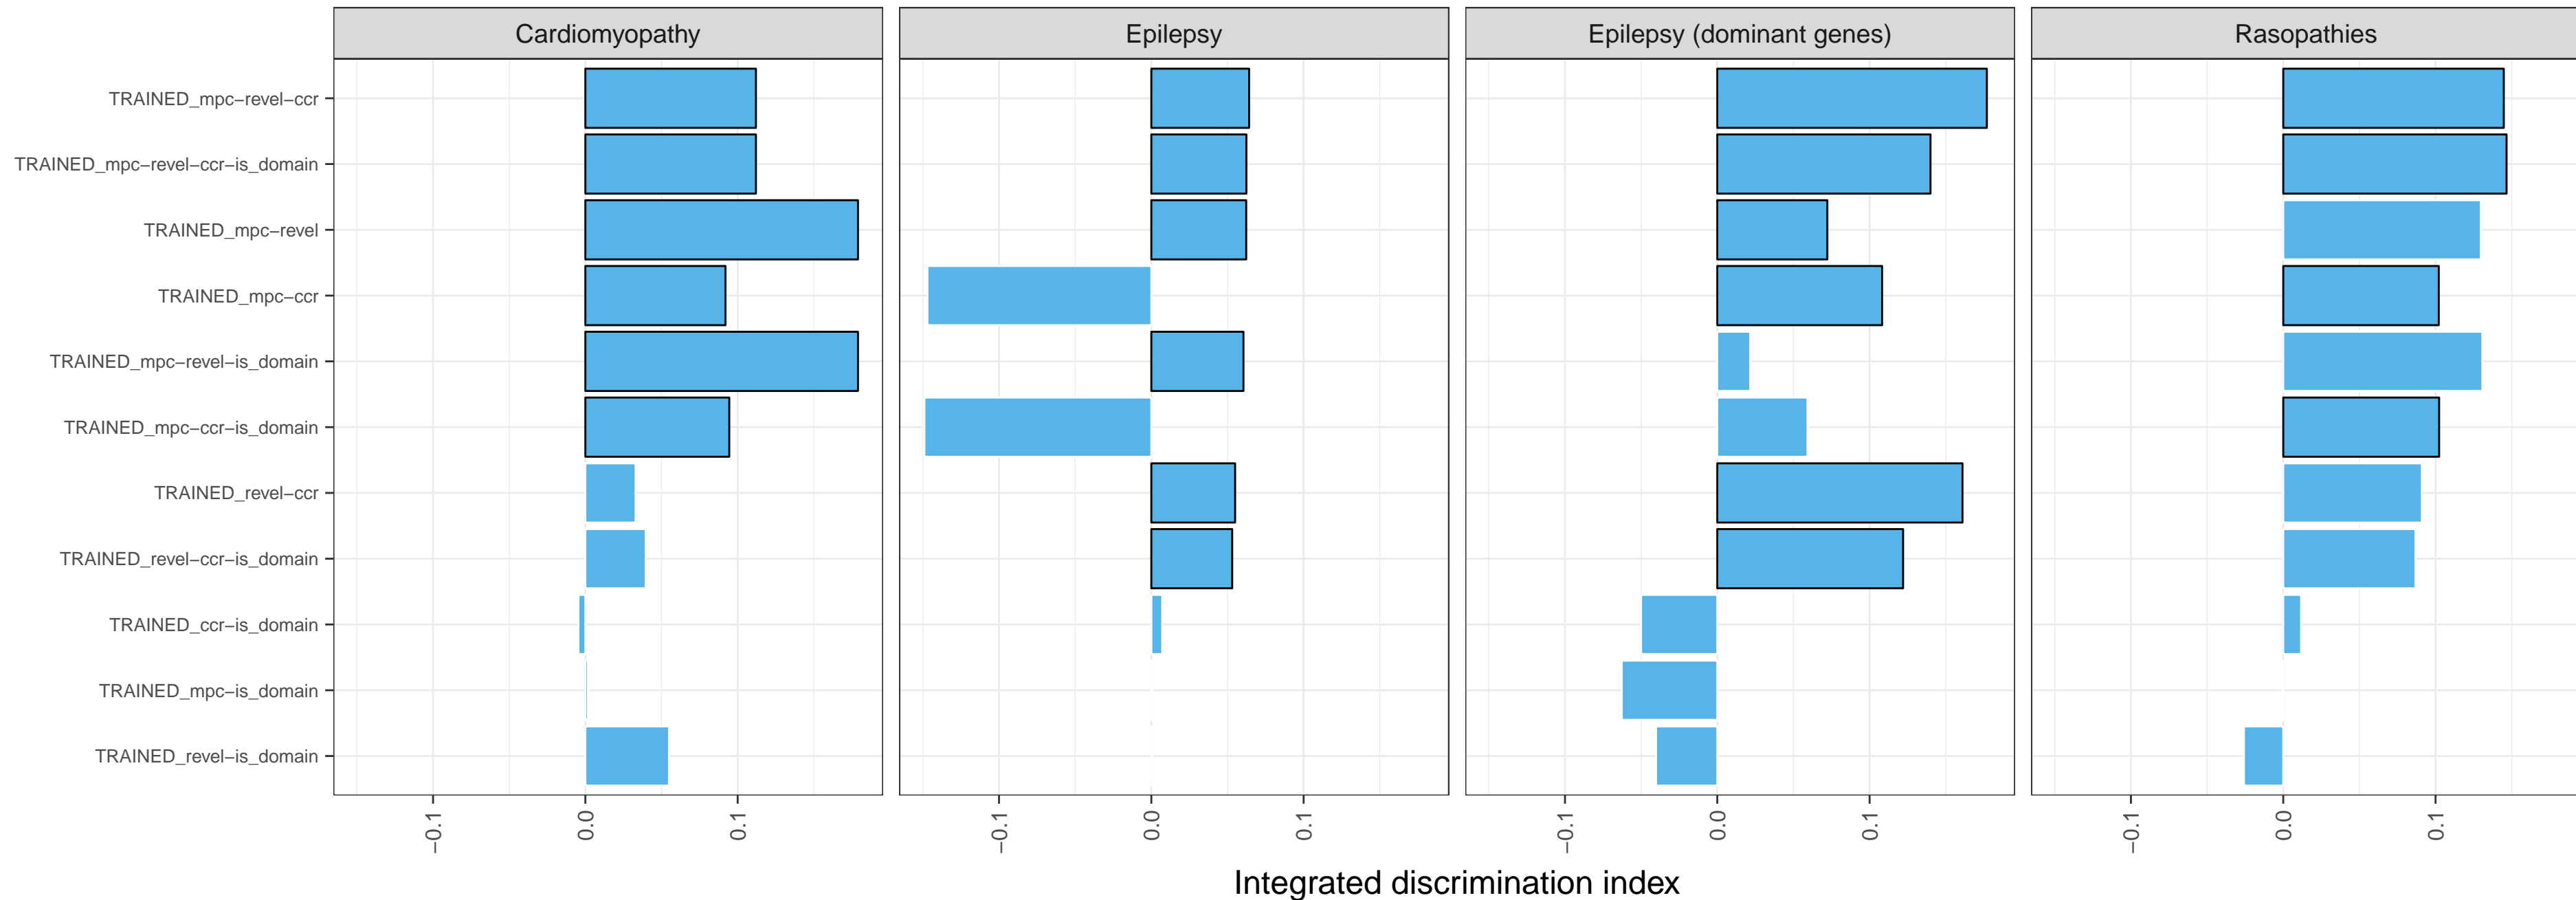 Cardiomyopathy
Epilepsy
Epilepsy (dominant genes)
Rasopathies
TRAINED_mpc−revel−ccr
TRAINED_mpc−revel−ccr−is_domain
TRAINED_mpc−revel
TRAINED_mpc−ccr
TRAINED_mpc−revel−is_domain
TRAINED_mpc−ccr−is_domain
TRAINED_revel−ccr
TRAINED_revel−ccr−is_domain
TRAINED_ccr−is_domain
TRAINED_mpc−is_domain
TRAINED_revel−is_domain
−0.1
0.0
0.1
−0.1
0.0
0.1
−0.1
0.0
0.1
−0.1
0.0
0.1
Integrated discrimination index